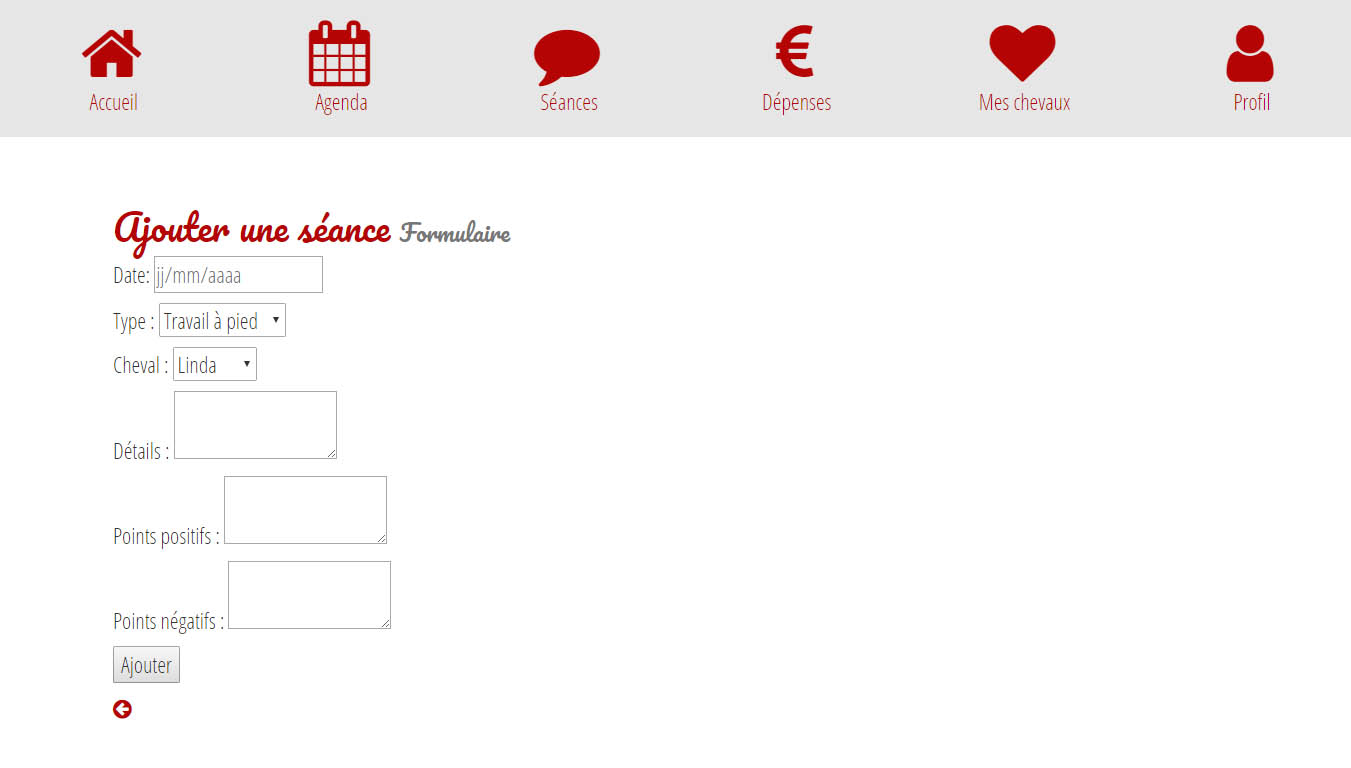 Accueil Agenda Séances Dépenses Mes chevaux Profil
Ajouter une séance Formulaire
Date: jj/mm/aaaa
Type : Travail à pied
Cheval : Linda
Détails :
Points positifs :
Points négatifs :
Ajouter